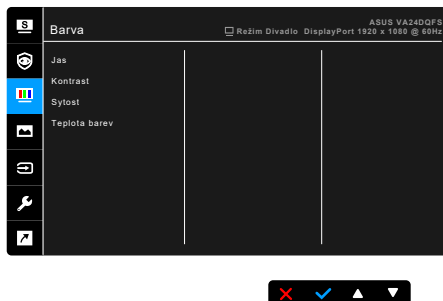 S
Barva
ASUS VA24DQFS
Režim Divadlo DisplayPort 1920 x 1080 @ 60Hz
Jas
Kontrast
Sytost
Teplota barev